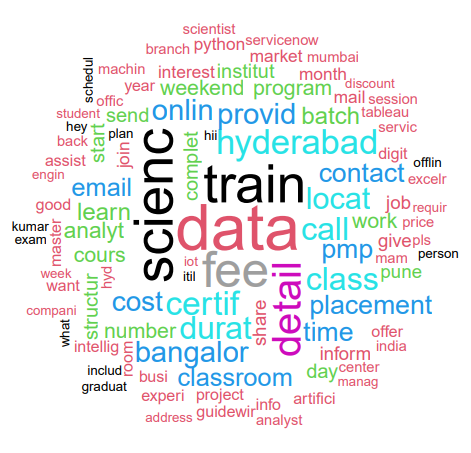 scientist
branch python servicenow
machin interest market mumbai
schedul year weekend institut program month discount
offic onlin provid batch mail session
student send tableau
hey start plan hii hyderabad servic
back join scienc complet digit offlin
assist train contact excelr
engin email locat job requir
good learn data call work price
kumar analyt give pls
exam master cours iot fee pmp mam person
week hyd itil detail class pune
want structur cost certif placement
compani durat share time offer
what number india
intellig room bangalor inform center
includ busi classroom day manag
graduat experi project info artifici
address guidewir analyst